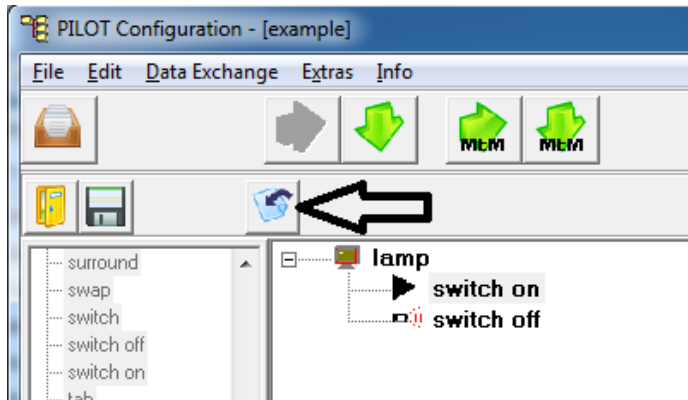 PILOT Configuration - [example]
File Edit Data Exchange Extras Info
MEM MEM
surround
swap
switch
switch off
switch on
tab
lamp
switch on
switch off